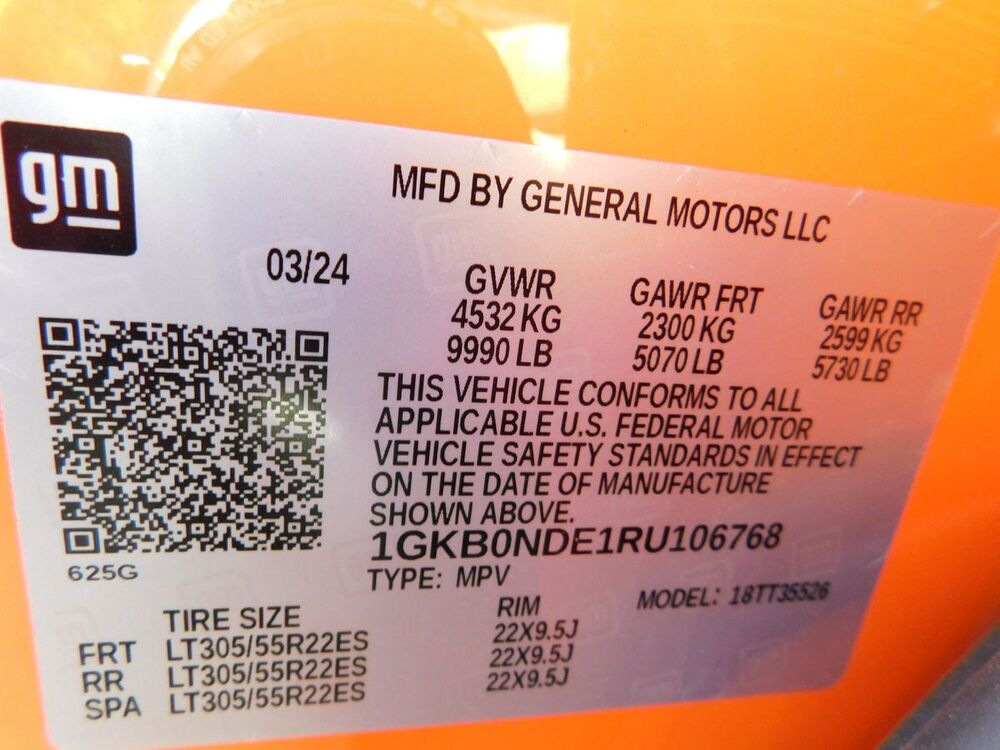 gm
MFD BY GENERAL MOTORS LLC
03/24
GVWR GAWR FRT GAWR RR
4532 KG 2300 KG 2599 KG
9990 LB 5070 LB 5730 LB
THIS VEHICLE CONFORMS TO ALL
APPLICABLE U.S. FEDERAL MOTOR
VEHICLE SAFETY STANDARDS IN EFFECT
ON THE DATE OF MANUFACTURE
SHOWN ABOVE.
1GKB0NDE1RU106768
625G
TYPE: MPV MODEL: 18TT35526
TIRE SIZE RIM
FRT LT305/55R22ES 22X9.5J
RR LT305/55R22ES 22X9.5J
SPA LT305/55R22ES 22X9.5J